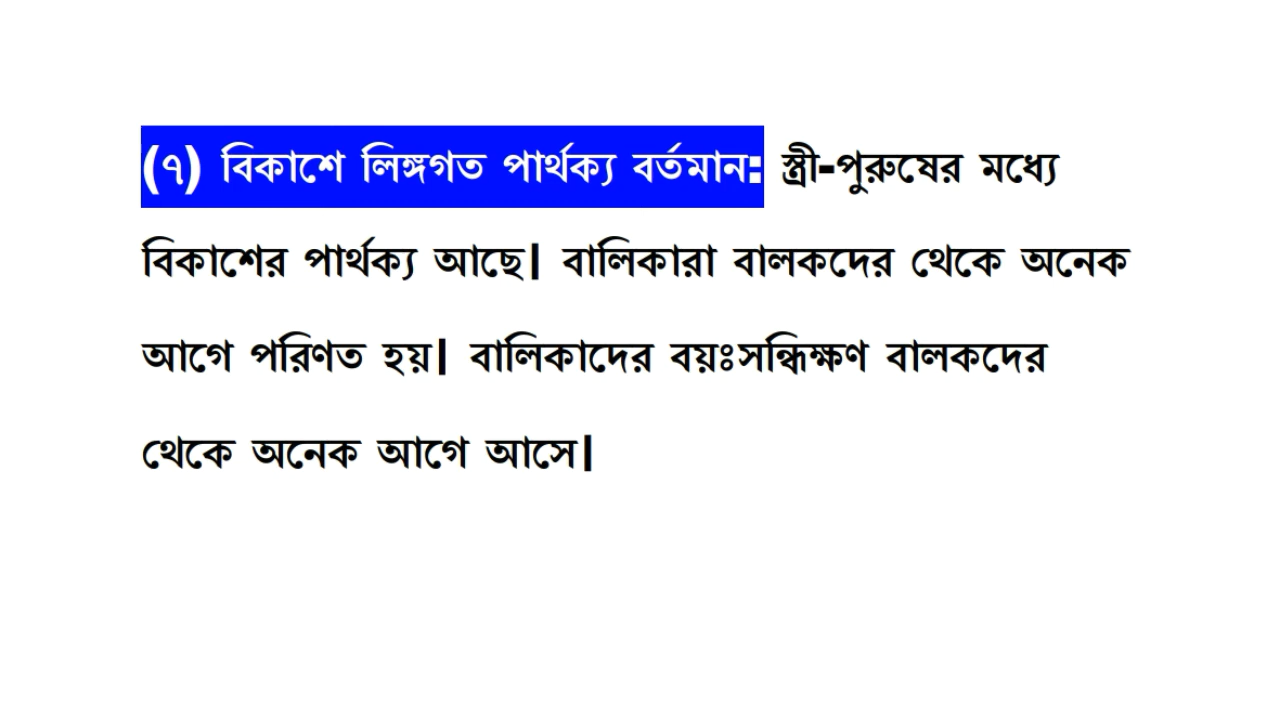 (৭) বিকাশে লিঙ্গগত পার্থক্য বর্তমান: স্ত্রী-পুরুষের মধ্যে
বিকাশের পার্থক্য আছে। বালিকারা বালকদের থেকে অনেক
আগে পরিণত হয়। বালিকাদের বয়ঃসন্ধিক্ষণ বালকদের
থেকে অনেক আগে আসে।